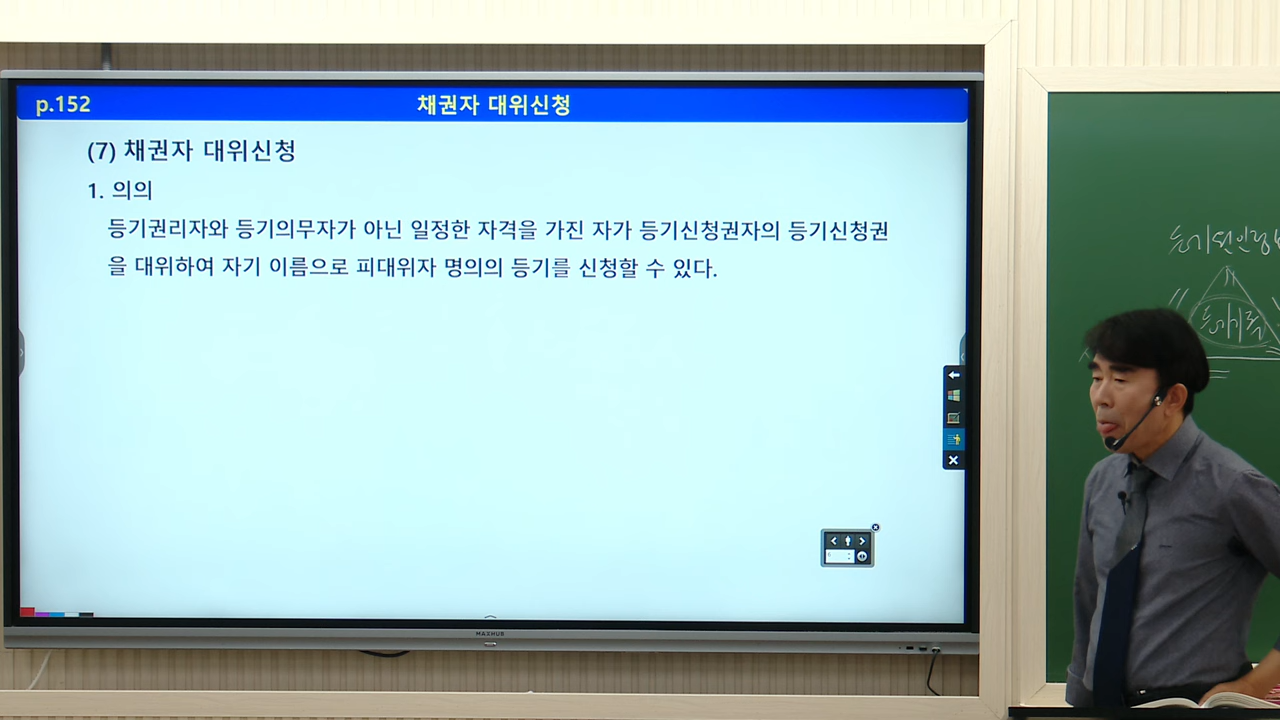 p.152
채권자 대위신청
(7) 채권자 대위신청
1. 의의
등기권리자와 등기의무자가 아닌 일정한 자격을 가진 자가 등기신청권자의 등기신청권
을 대위하여 자기 이름으로 피대위자 명의의 등기를 신청할 수 있다.
MAXHUB